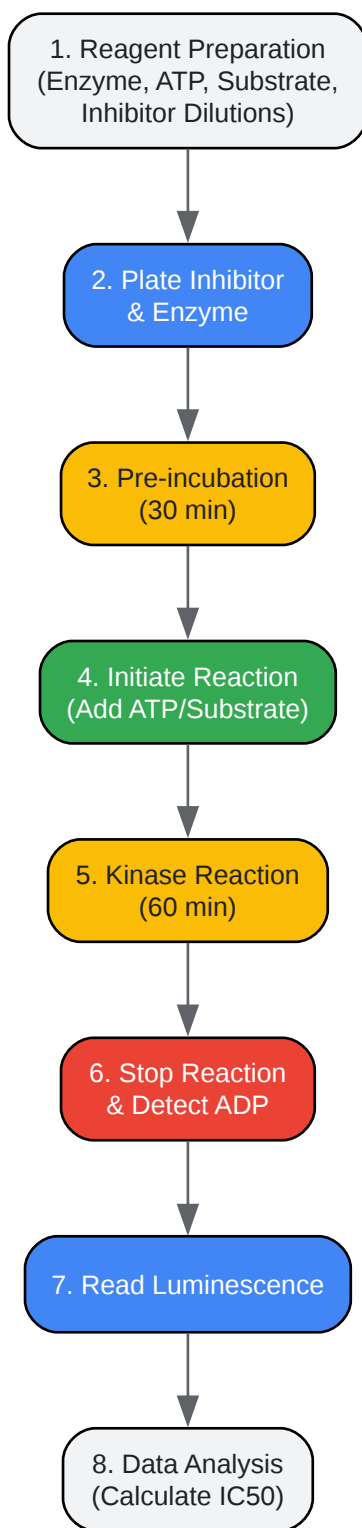 1. Reagent Preparation
(Enzyme, ATP, Substrate,
Inhibitor Dilutions)
2. Plate Inhibitor
& Enzyme
3. Pre-incubation
(30 min)
4. Initiate Reaction
(Add ATP/Substrate)
5. Kinase Reaction
(60 min)
6. Stop Reaction
& Detect ADP
7. Read Luminescence
8. Data Analysis
(Calculate IC50)